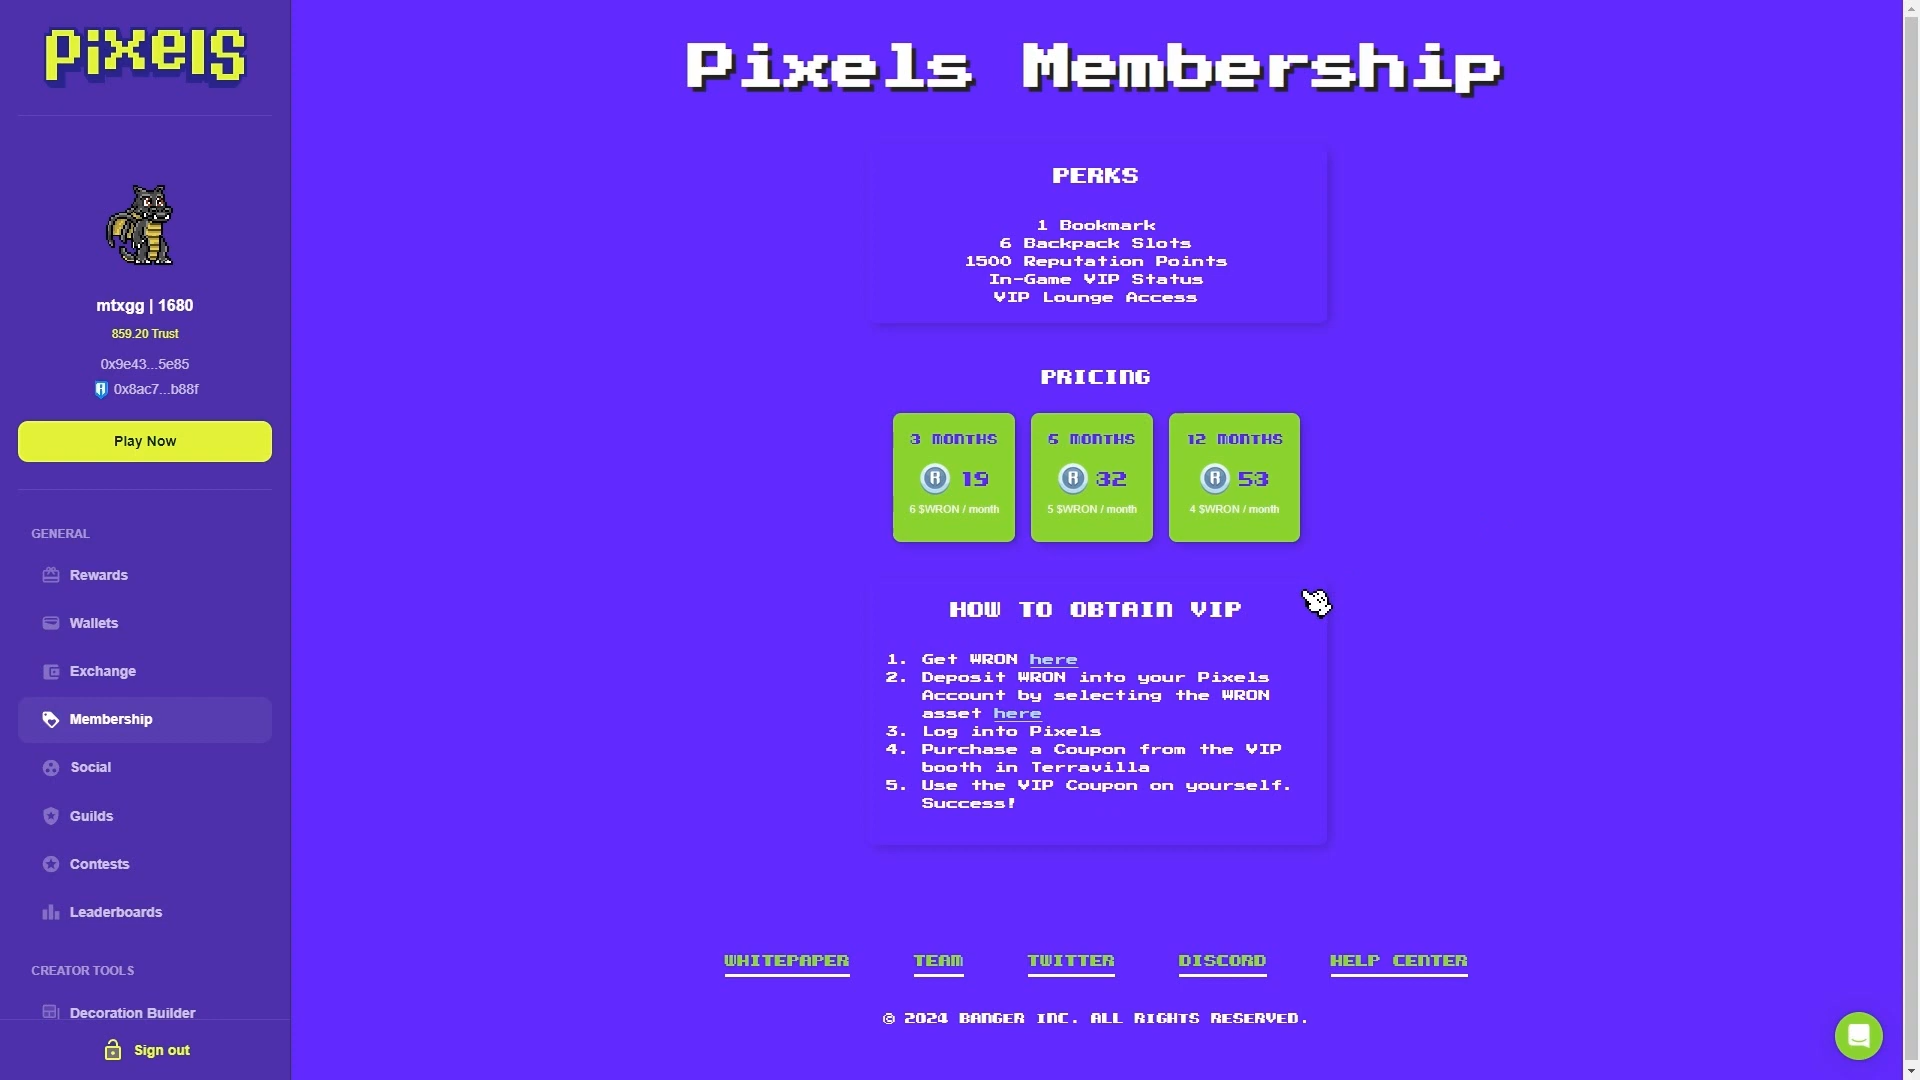 pixels
mtxgg | 1680
859.20 Trust
0x9e43...5e85
0x8ac7...b88f
Play Now
GENERAL
Rewards
Wallets
Exchange
Membership
Social
Guilds
Contests
Leaderboards
CREATOR TOOLS
Decoration Builder
Sign out
Pixels Membership
PERKS
1 Bookmark
6 Backpack Slots
1500 Reputation Points
In-Game VIP Status
VIP Lounge Access
PRICING
3 MONTHS
R 19
6 $WRON / month
6 MONTHS
R 32
5 $WRON / month
12 MONTHS
R 53
4 $WRON / month
HOW TO OBTAIN VIP
1. Get WRON here
2. Deposit WRON into your Pixels
Account by selecting the WRON
asset here
3. Log into Pixels
4. Purchase a Coupon from the VIP
booth in Terravilla
5. Use the VIP Coupon on yourself.
Success!
WHITEPAPER TEAM TWITTER DISCORD HELP CENTER
© 2024 BANGER INC. ALL RIGHTS RESERVED.